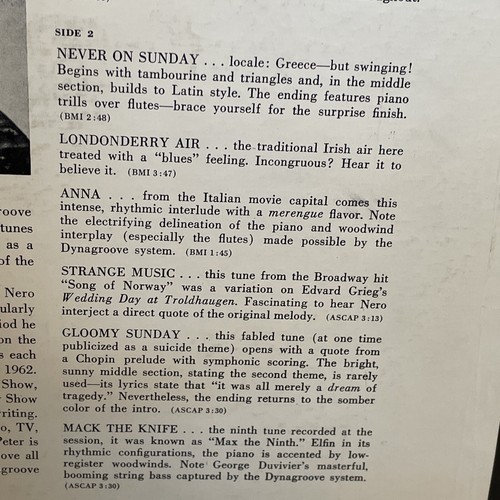 SIDE 2
NEVER ON SUNDAY . . . locale: Greece—but swinging!
Begins with tambourine and triangles and, in the middle
section, builds to Latin style. The ending features piano
trills over flutes—brace yourself for the surprise finish.
(BMI 2:48)
LONDONDERRY AIR . . . the traditional Irish air here
treated with a “blues” feeling. Incongruous? Hear it to
believe it. (BMI 3:47)
ANNA . . . from the Italian movie capital comes this
intense, rhythmic interlude with a merengue flavor. Note
the electrifying delineation of the piano and woodwind
interplay (especially the flutes) made possible by the
Dynagroove system. (BMI 1:45)
STRANGE MUSIC . . . this tune from the Broadway hit
“Song of Norway” was a variation on Edvard Grieg’s
Wedding Day at Troldhaugen. Fascinating to hear Nero
interject a direct quote of the original melody. (ASCAP 3:13)
GLOOMY SUNDAY . . . this fabled tune (at one time
publicized as a suicide theme) opens with a quote from
a Chopin prelude with symphonic scoring. The bright,
sunny middle section, stating the second theme, is rarely
used—its lyrics state that “it was all merely a dream of
tragedy.” Nevertheless, the ending returns to the somber
color of the intro. (ASCAP 3:30)
MACK THE KNIFE . . . the ninth tune recorded at the
session, it was known as “Max the Ninth.” Elfin in its
rhythmic configurations, the piano is accented by low-
register woodwinds. Note George Duvivier’s masterful,
booming string bass captured by the Dynagroove system.
(ASCAP 3:30)
roove
tunes
as a
of the
Nero
ularly
iod he
on the
s each
1962.
Show,
Show
riting.
o, TV,
Peter is
ove all
groove